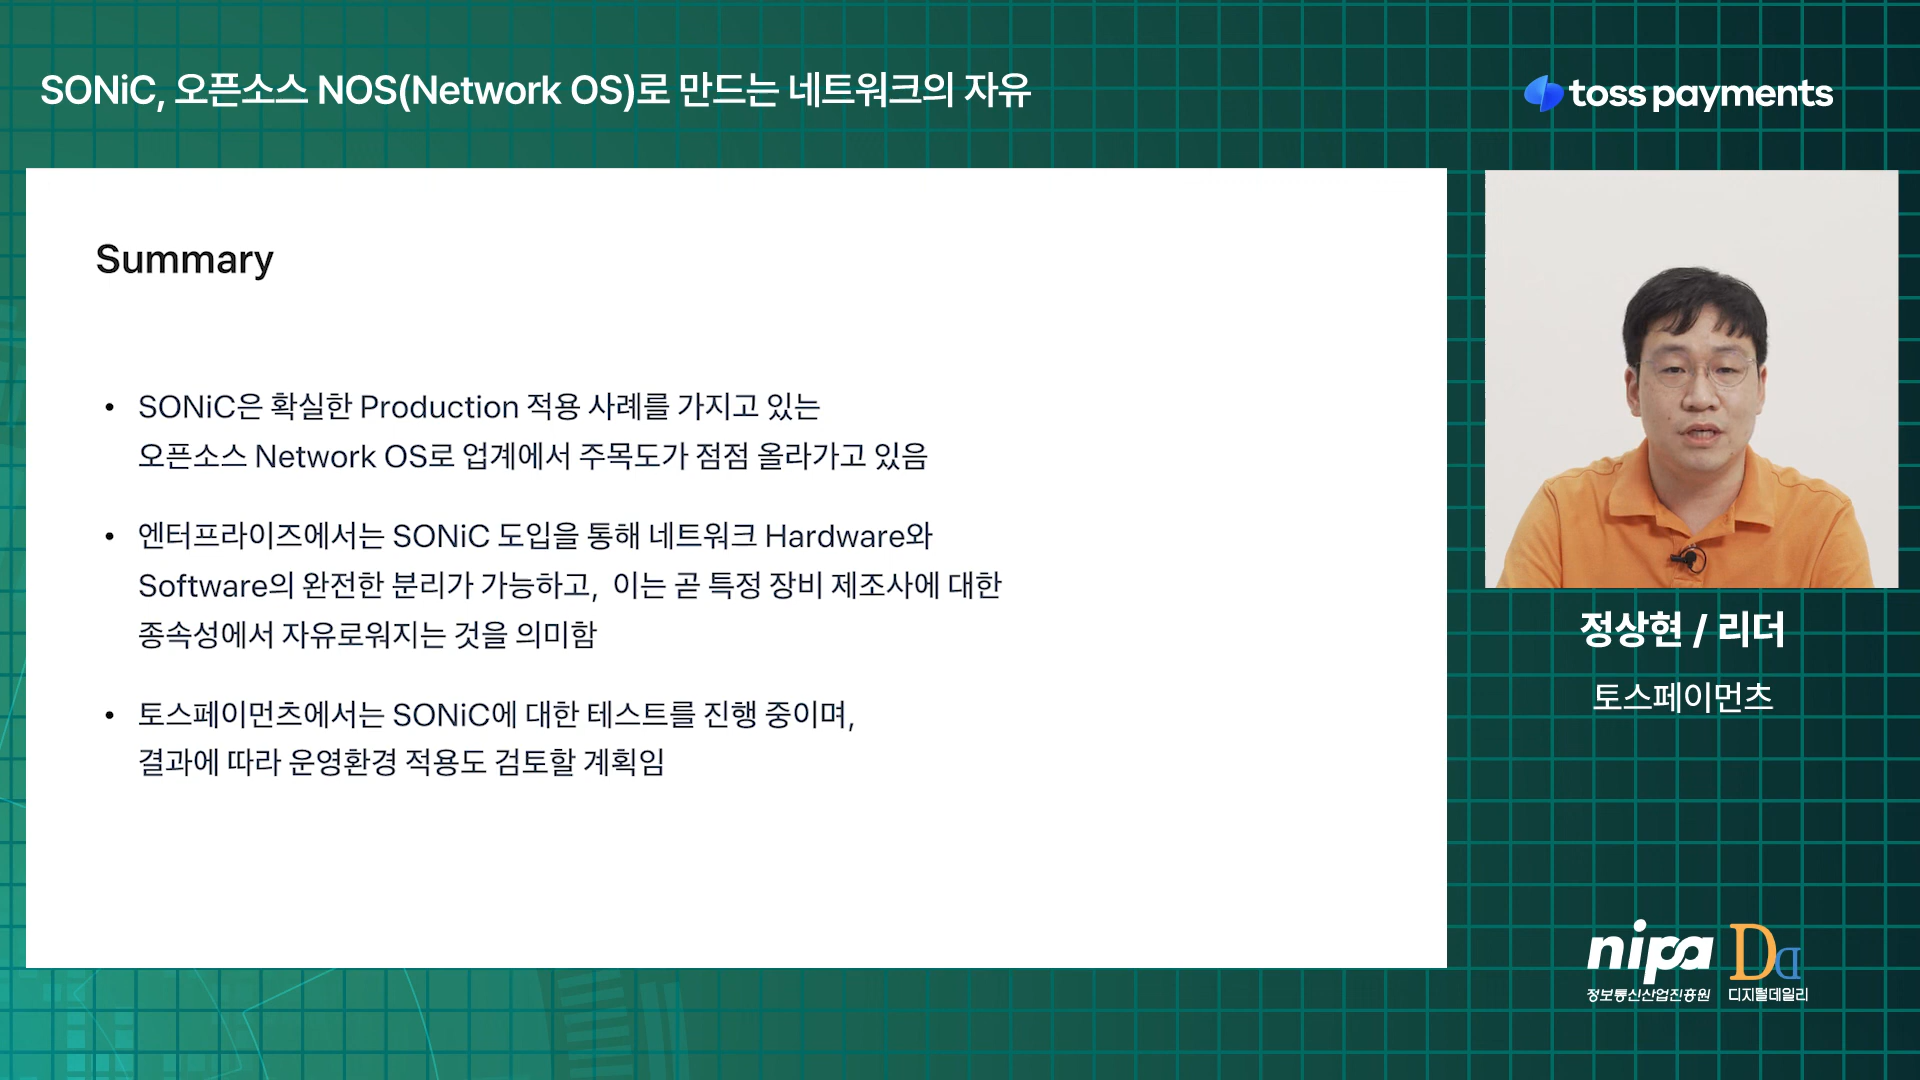 SONiC, 오픈소스 NOS(Network OS)로 만드는 네트워크의 자유
toss payments
Summary
• SONiC은 확실한 Production 적용 사례를 가지고 있는
오픈소스 Network OS로 업계에서 주목도가 점점 올라가고 있음
• 엔터프라이즈에서는 SONiC 도입을 통해 네트워크 Hardware와
Software의 완전한 분리가 가능하고, 이는 곧 특정 장비 제조사에 대한
종속성에서 자유로워지는 것을 의미함
• 토스페이먼츠에서는 SONiC에 대한 테스트를 진행 중이며,
결과에 따라 운영환경 적용도 검토할 계획임
정상현 / 리더
토스페이먼츠
nipa
정보통신산업진흥원
Dd
디지털데일리